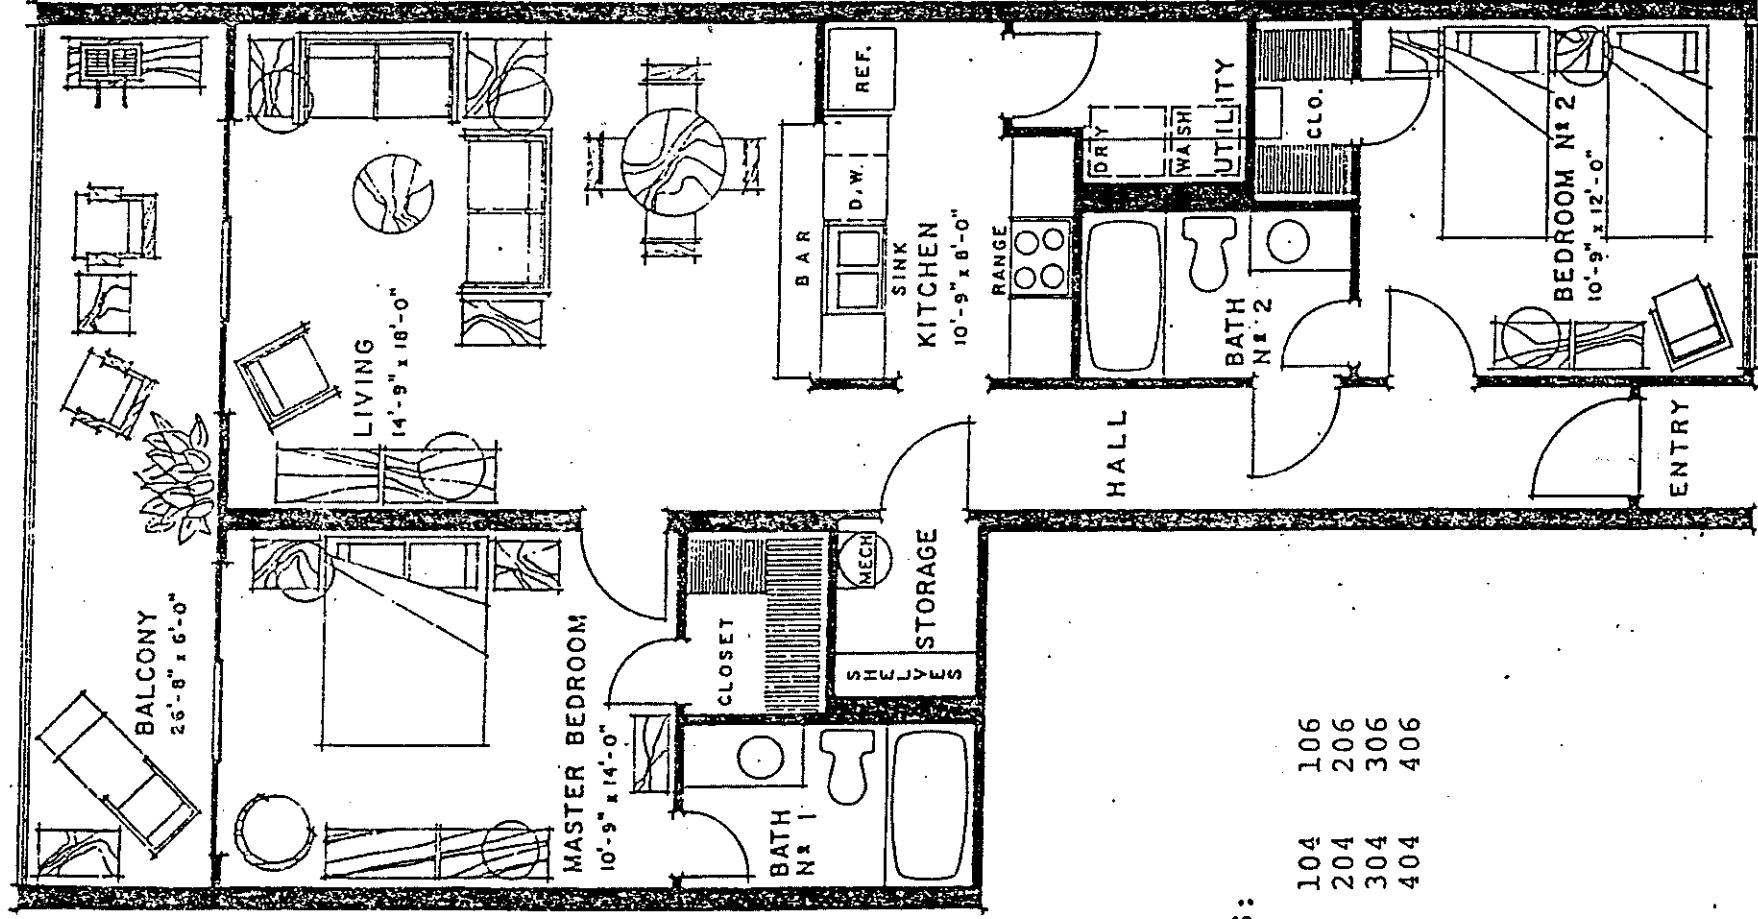 BALCONY
26'-8" x 6'-0"
LIVING
14'-9" x 18'-0"
MASTER BEDROOM
10'-9" x 14'-0"
CLOSET
BATH
Nº 1
MECH
STORAGE
SHELVES
BAR
REF.
D.W.
SINK
KITCHEN
10'-9" x 8'-0"
RANGE
HALL
DRY
WASH
UTILITY
CLO.
BATH
Nº 2
BEDROOM Nº 2
10'-9" x 12'-0"
ENTRY
104 106
204 206
304 306
404 406